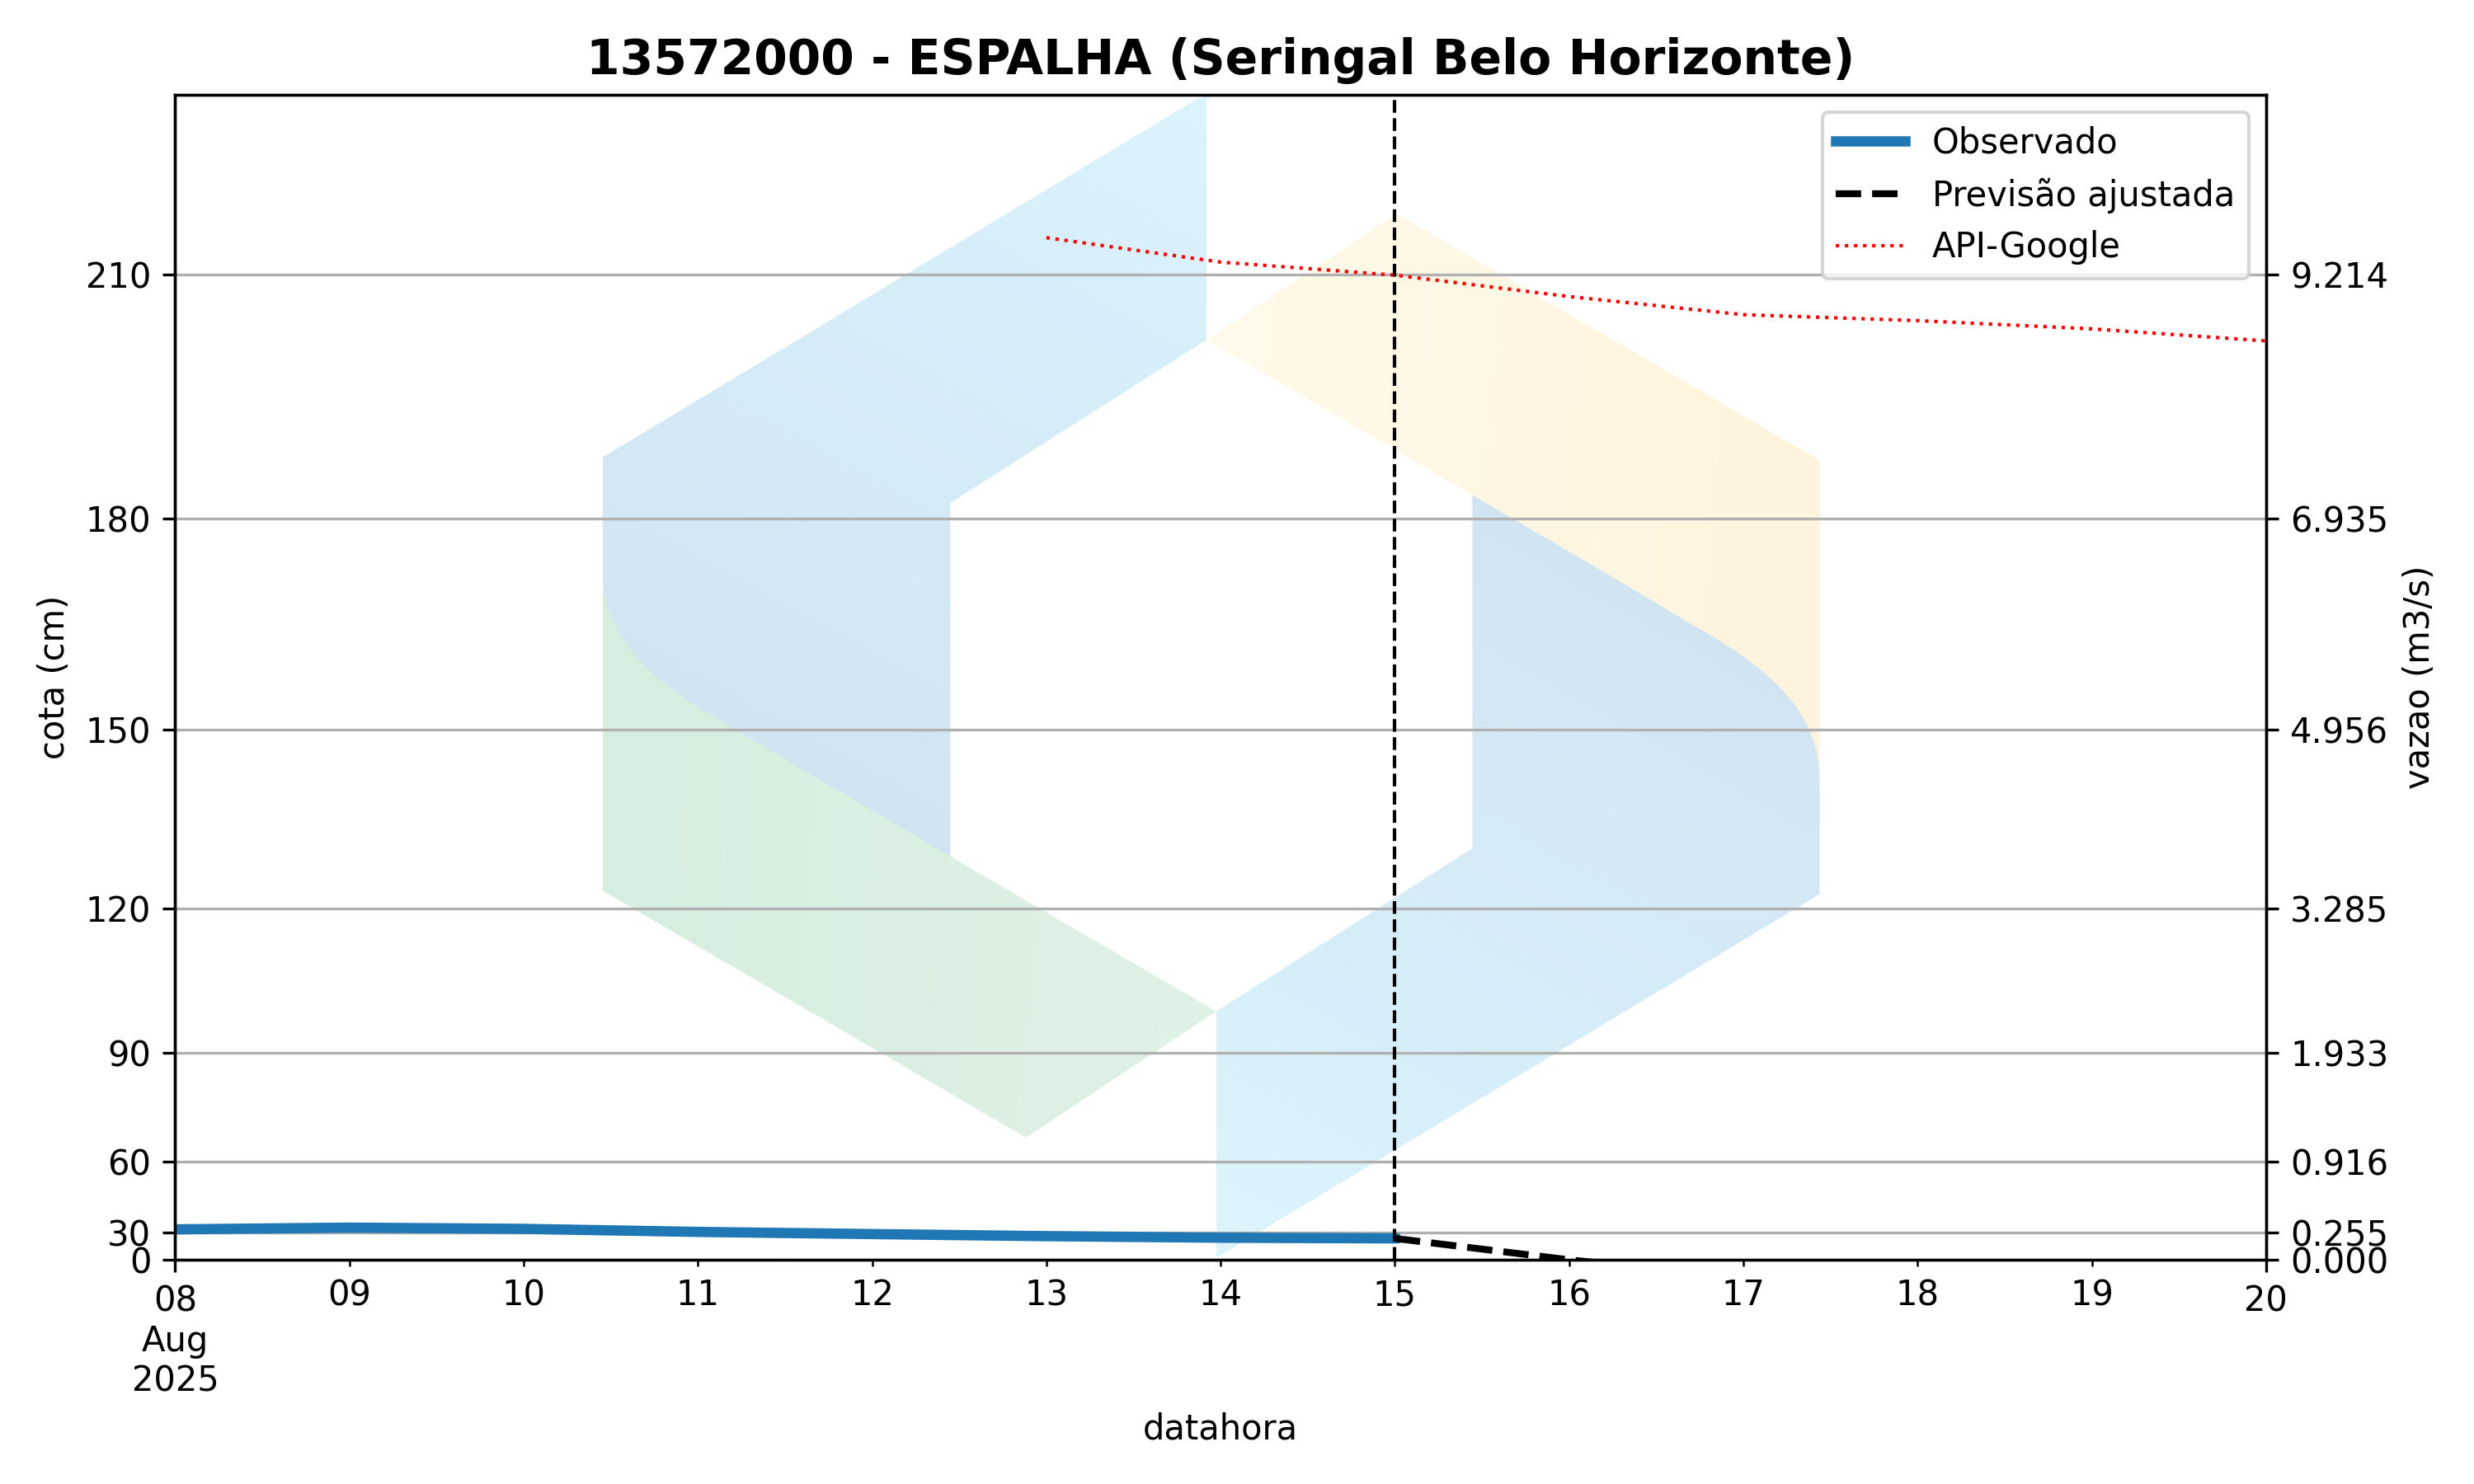 13572000 - ESPALHA (Seringal Belo Horizonte)
Observado
Previsão ajustada
API-Google
cota (cm)
210
180
150
120
90
60
30
0
9.214
6.935
4.956
3.285
1.933
0.916
0.255
0.000
vazao (m3/s)
08 09 10 11 12 13 14 15 16 17 18 19 20
Aug
2025
datahora